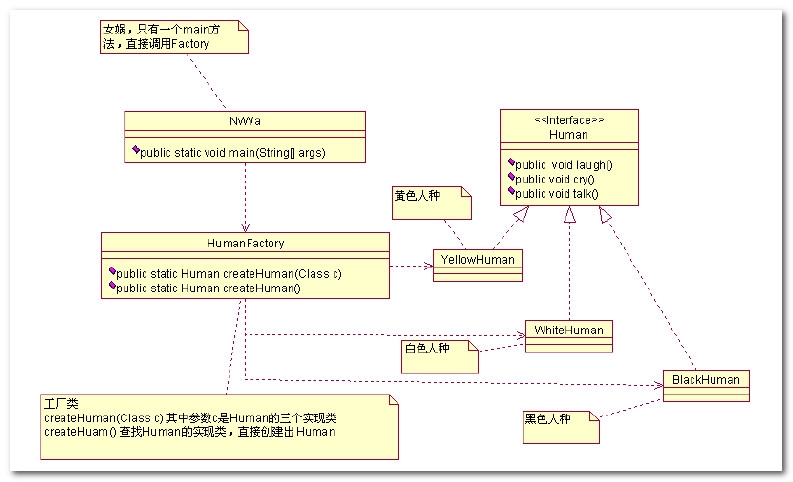 女娲，只有一个main方
法，直接调用Factory
NvWa
public static void main(String[] args)
<<Interface>>
Human
public void laugh()
public void cry()
public void talk()
黄色人种
HumanFactory
public static Human createHuman(Class c)
public static Human createHuman()
YellowHuman
WhiteHuman
白色人种
BlackHuman
黑色人种
工厂类
createHuman(Class c) 其中参数c是Human的三个实现类
createHuam() 查找Human的实现类，直接创建出 Human